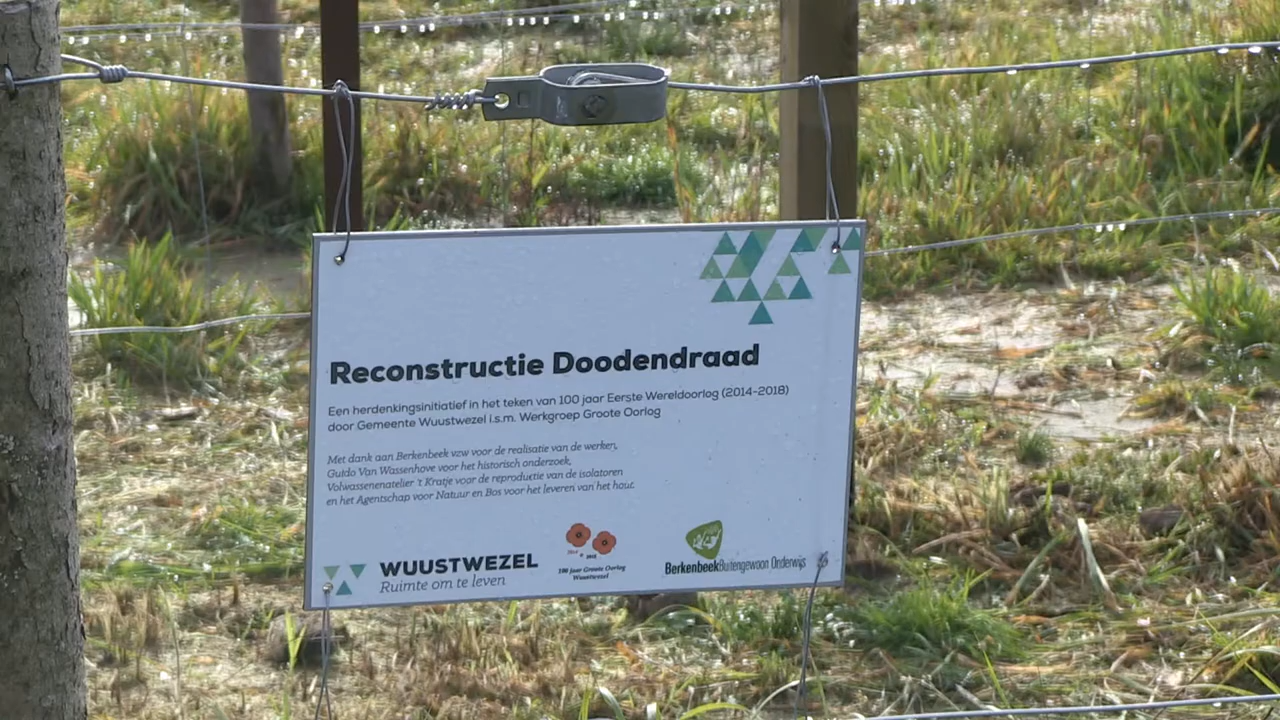 Reconstructie Doodendraad
Een herdenkingsinitiatief in het teken van 100 jaar Eerste Wereldoorlog (2014-2018)
door Gemeente Wuustwezel i.s.m. Werkgroep Groote Oorlog
Met dank aan Berkenbeek vzw voor de realisatie van de werken,
Guido Van Wassenhove voor het historisch onderzoek,
Volwassenenatelier 't Kratje voor de reproductie van de isolatoren
en het Agentschap voor Natuur en Bos voor het leveren van het hout.
WUUSTWEZEL
Ruimte om te leven
100 jaar Groote Oorlog
Wuustwezel
BerkenbeekBuitengewoon Onderwijs